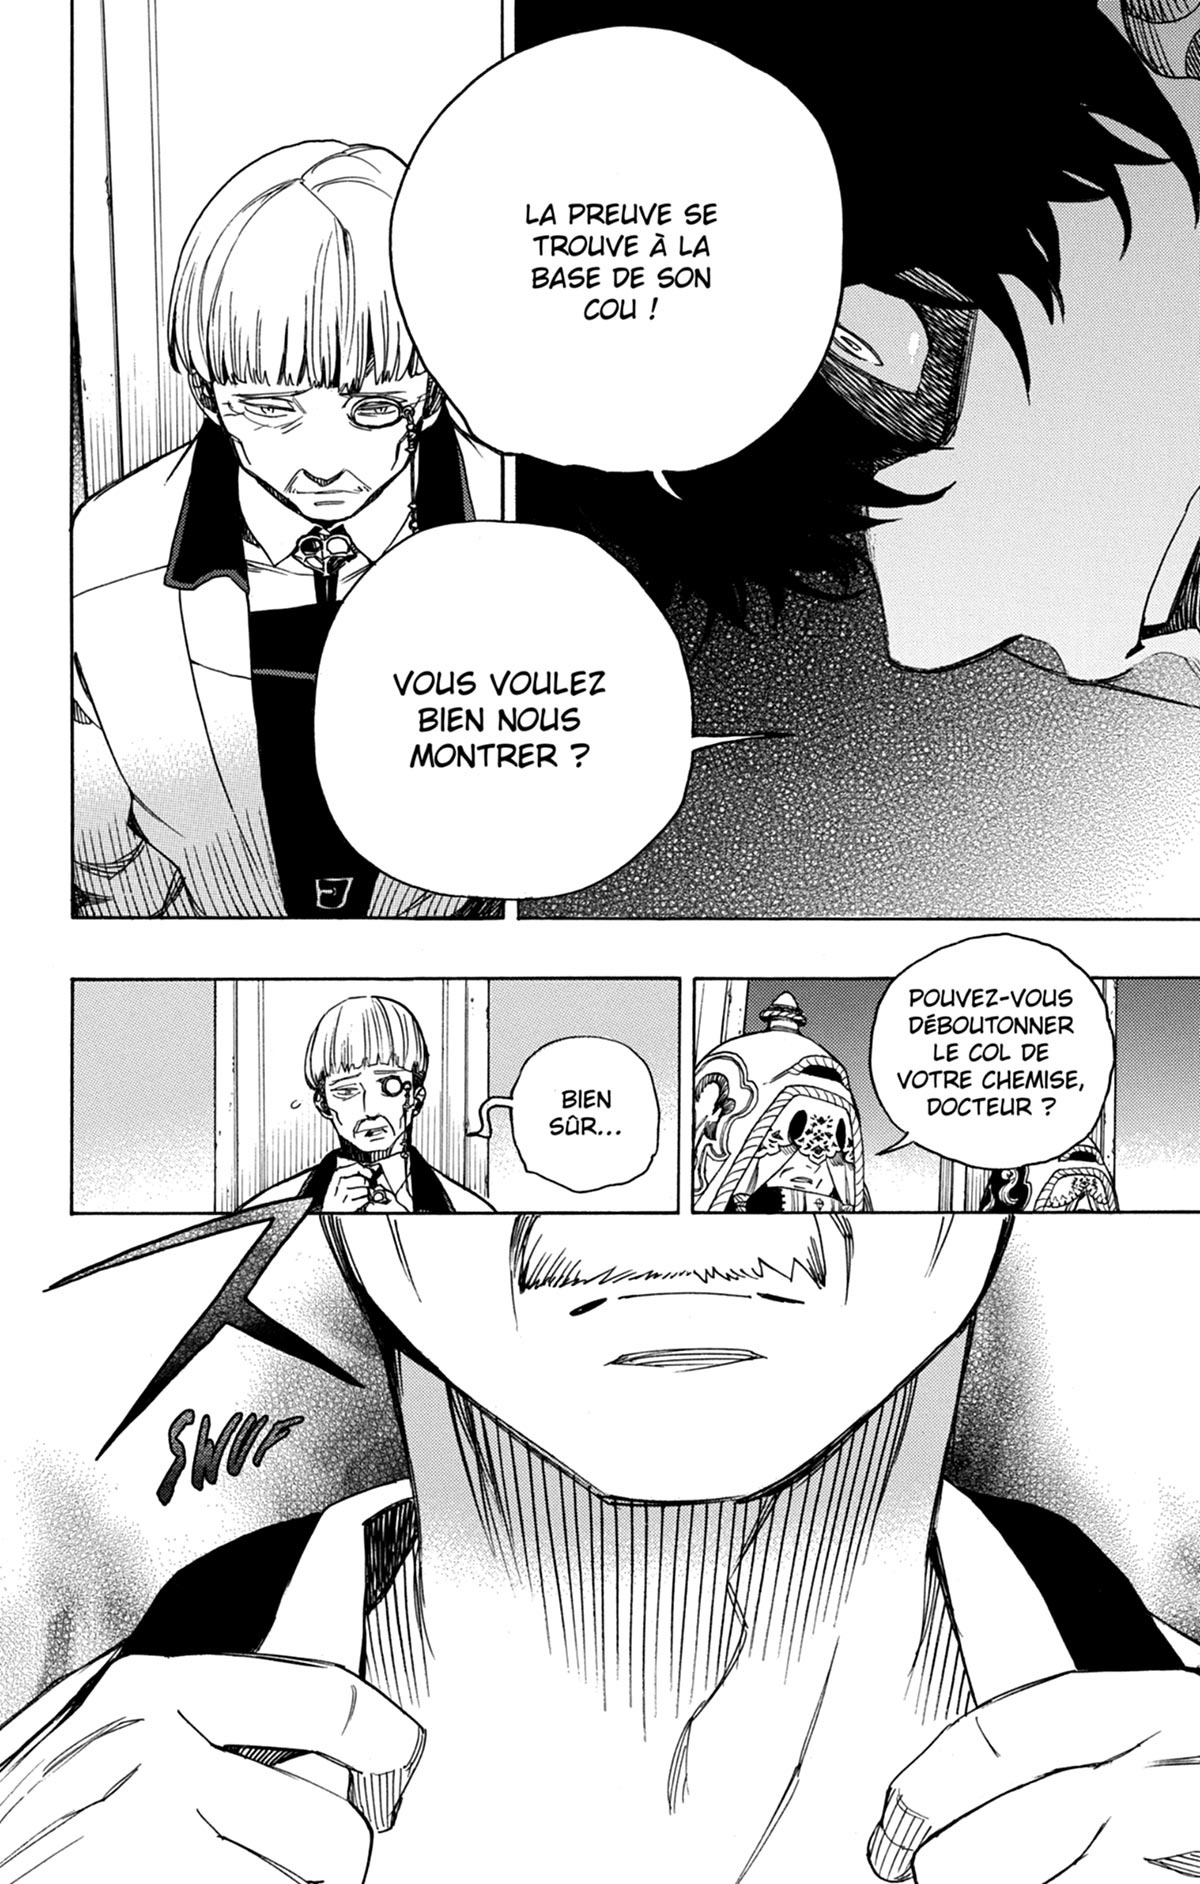 LA PREUVE SE
TROUVE À LA
BASE DE SON
COU !
VOUS VOULEZ
BIEN NOUS
MONTRER ?
POUVEZ-VOUS
DÉBOUTONNER
LE COL DE
VOTRE CHEMISE,
DOCTEUR ?
BIEN
SÛR...
SWUF